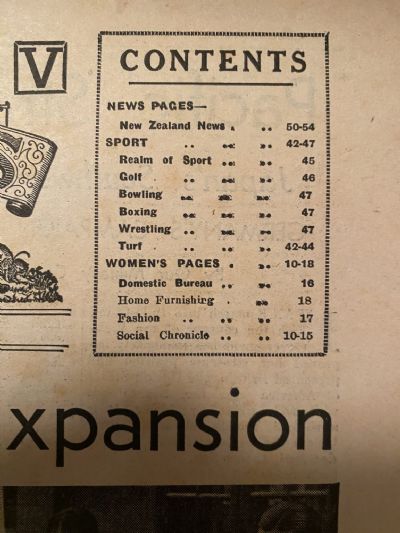 V
CONTENTS
NEWS PAGES—
New Zealand News . .. 50-54
SPORT .. .. .. 42-47
Realm of Sport .. .. 45
Golf .. .. .. 46
Bowling .. .. .. 47
Boxing .. .. .. 47
Wrestling .. .. .. 47
Turf .. .. .. 42-44
WOMEN'S PAGES . .. 10-18
Domestic Bureau .. .. 16
Home Furnishing . .. 18
Fashion .. .. .. 17
Social Chronicle .. .. 10-15
xpansion